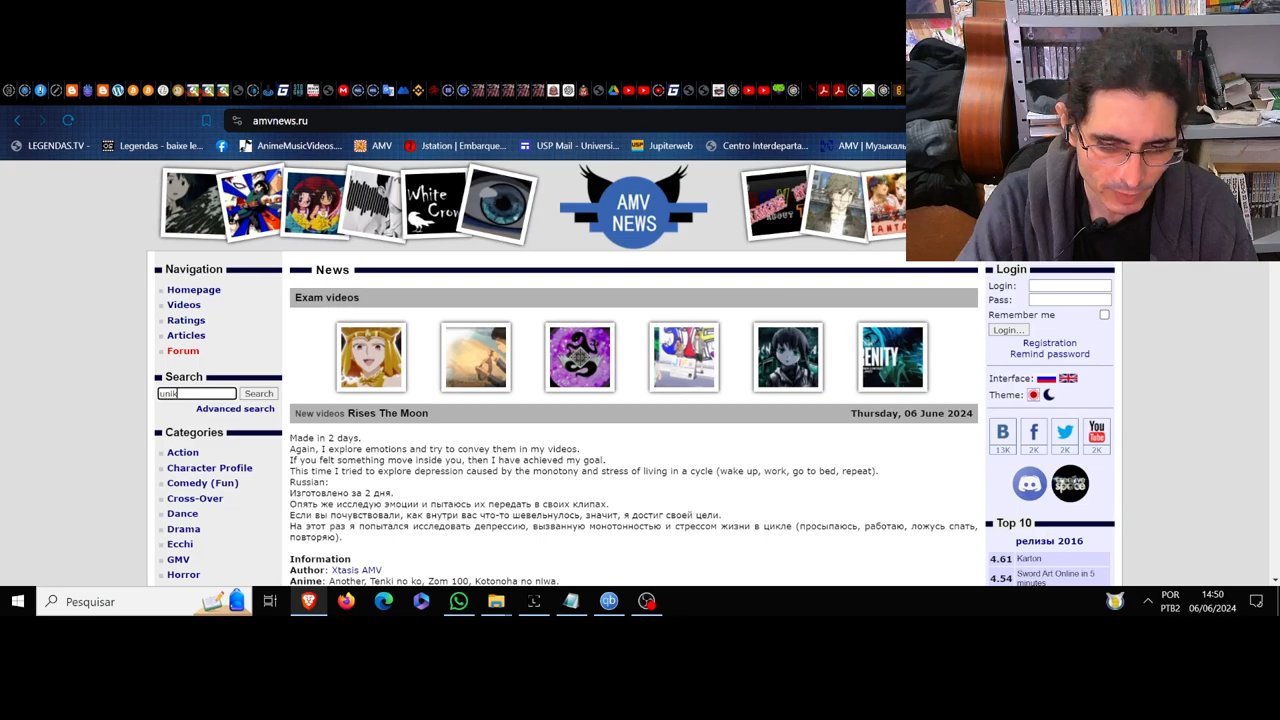 amvnews.ru
LEGENDAS.TV -
Legendas - baixe le...
AnimeMusicVideos....
AMV
Jstation | Embarque...
USP Mail - Universi...
Jupiterweb
Centro Interdeparta...
AMV | Музыкаль
White
Crow
AMV
NEWS
Navigation
Homepage
Videos
Ratings
Articles
Forum
Search
unik
Search
Advanced search
Categories
Action
Character Profile
Comedy (Fun)
Cross-Over
Dance
Drama
Ecchi
GMV
Horror
News
Exam videos
New videos Rises The Moon
Thursday, 06 June 2024
Made in 2 days.
Again, I explore emotions and try to convey them in my videos.
If you felt something move inside you, then I have achieved my goal.
This time I tried to explore depression caused by the monotony and stress of living in a cycle (wake up, work, go to bed, repeat).
Russian:
Изготовлено за 2 дня.
Опять же исследую эмоции и пытаюсь их передать в своих клипах.
Если вы почувствовали, как внутри вас что-то шевельнулось, значит, я достиг своей цели.
На этот раз я попытался исследовать депрессию, вызванную монотонностью и стрессом жизни в цикле (просыпаюсь, работаю, ложусь спать,
повторяю).
Information
Author: Xtasis AMV
Anime: Another, Tenki no ko, Zom 100, Kotonoha no niwa.
Login
Login:
Pass:
Remember me
Login...
Registration
Remind password
Interface:
Theme:
B
You
Tube
13K
2K
2K
2K
Top 10
релизы 2016
4.61 Karton
4.54 Sword Art Online in 5
minutes
Pesquisar
POR
PTB2
14:50
06/06/2024